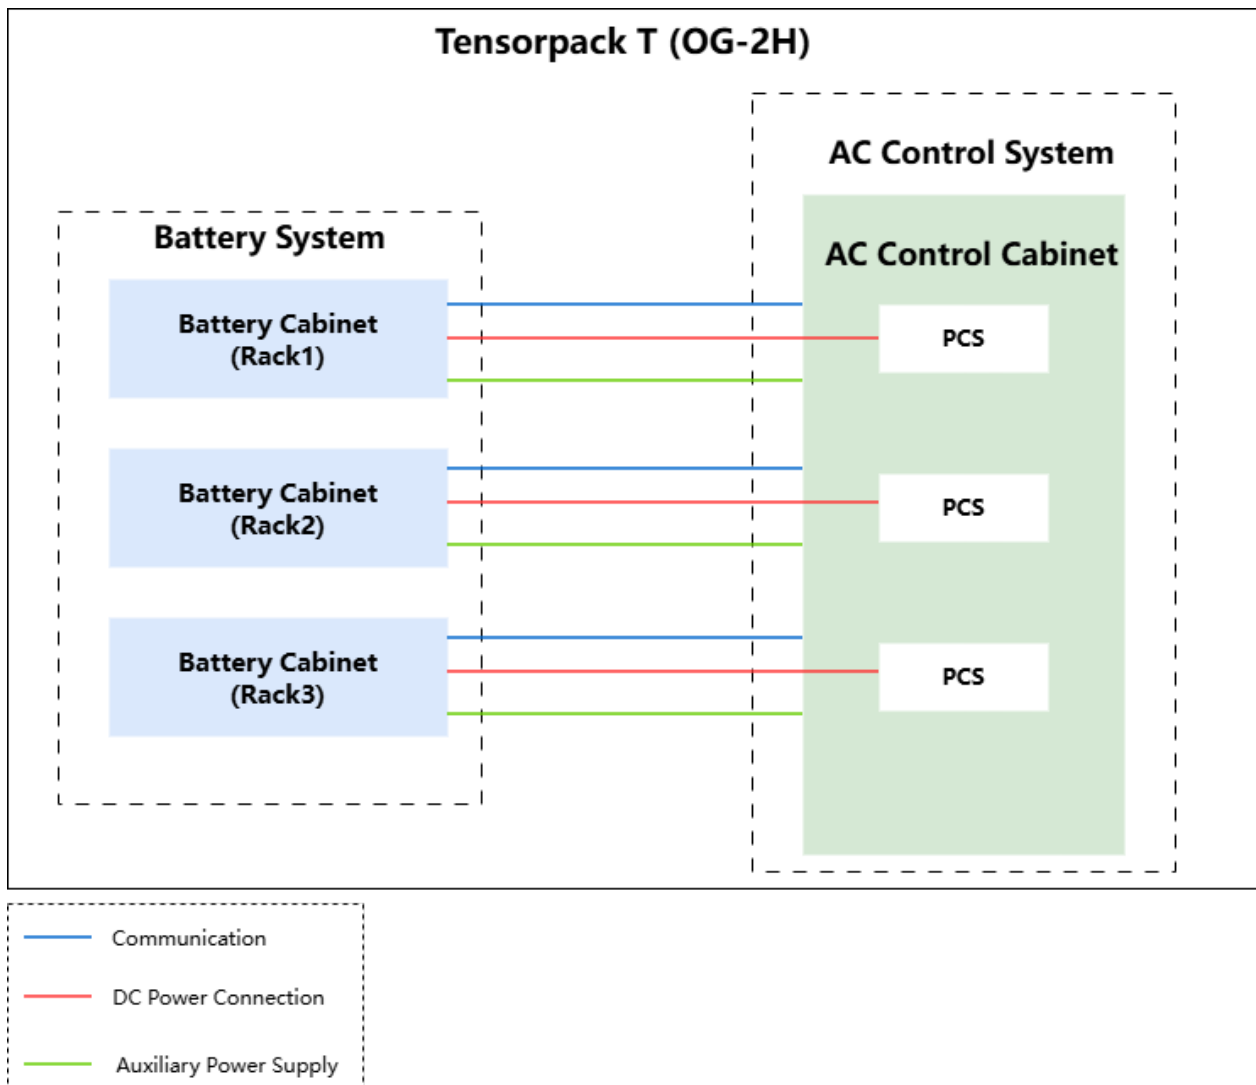 Tensorpack T (OG-2H)
AC Control System
Battery System
AC Control Cabinet
Battery Cabinet
(Rack1)
PCS
Battery Cabinet
(Rack2)
PCS
Battery Cabinet
(Rack3)
PCS
Communication
DC Power Connection
Auxiliary Power Supply